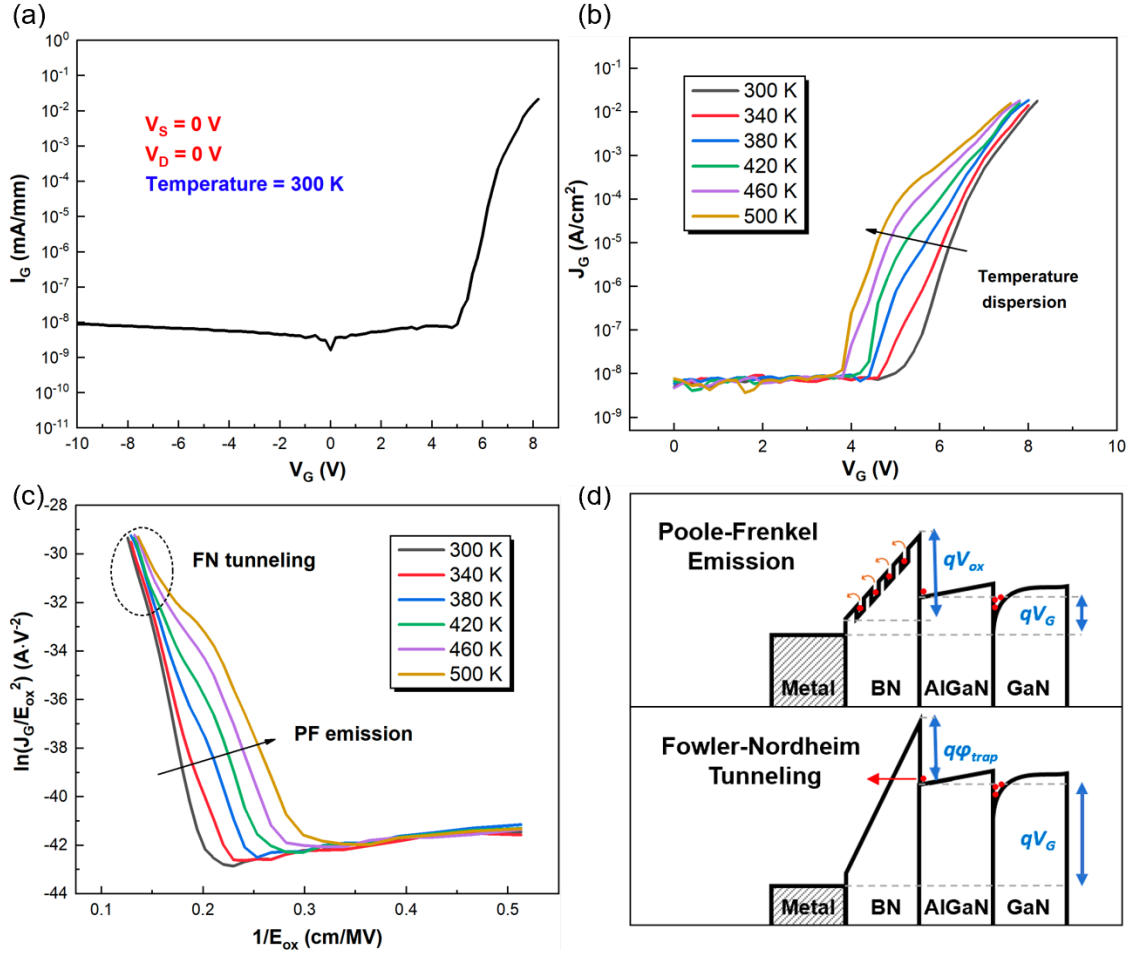 (a)
10⁰
10⁻¹
10⁻²
10⁻³
10⁻⁴
10⁻⁵
10⁻⁶
10⁻⁷
10⁻⁸
10⁻⁹
10⁻¹⁰
10⁻¹¹
I_G (mA/mm)
V_S = 0 V
V_D = 0 V
Temperature = 300 K
-10 -8 -6 -4 -2 0 2 4 6 8
V_G (V)
(b)
10⁻¹
10⁻²
10⁻³
10⁻⁴
10⁻⁵
10⁻⁶
10⁻⁷
10⁻⁸
10⁻⁹
J_G (A/cm²)
300 K
340 K
380 K
420 K
460 K
500 K
Temperature
dispersion
0 2 4 6 8 10
V_G (V)
(c)
-28
-30
-32
-34
-36
-38
-40
-42
-44
ln(J_G/E_ox²) (A·V⁻²)
FN tunneling
300 K
340 K
380 K
420 K
460 K
500 K
PF emission
0.1 0.2 0.3 0.4 0.5
1/E_ox (cm/MV)
(d)
Poole-Frenkel
Emission
qV_ox
qV_G
Metal BN AlGaN GaN
Fowler-Nordheim
Tunneling
qφ_trap
qV_G
Metal BN AlGaN GaN